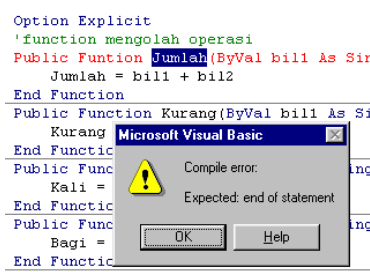 Option Explicit
'function mengolah operasi
Public Funtion Jumlah(ByVal bil1 As Sin
Jumlah = bil1 + bil2
End Function
Public Function Kurang(ByVal bil1 As Si
Kurang
End Functic
Public Func
Kali =
End Functic
Public Func
Bagi =
End Functic
Microsoft Visual Basic
Compile error:
Expected: end of statement
OK
Help
ing
ing